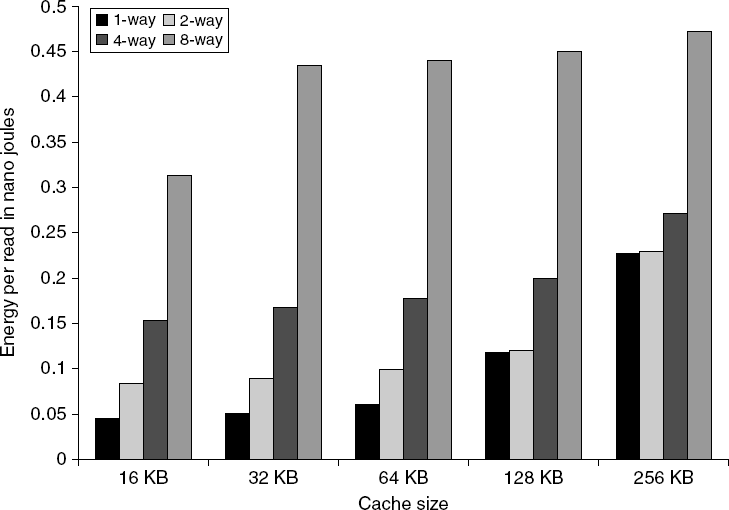 0.5
1-way 2-way
4-way 8-way
0.45
0.4
0.35
0.3
0.25
0.2
0.15
0.1
0.05
0
Energy per read in nano joules
16 KB 32 KB 64 KB 128 KB 256 KB
Cache size